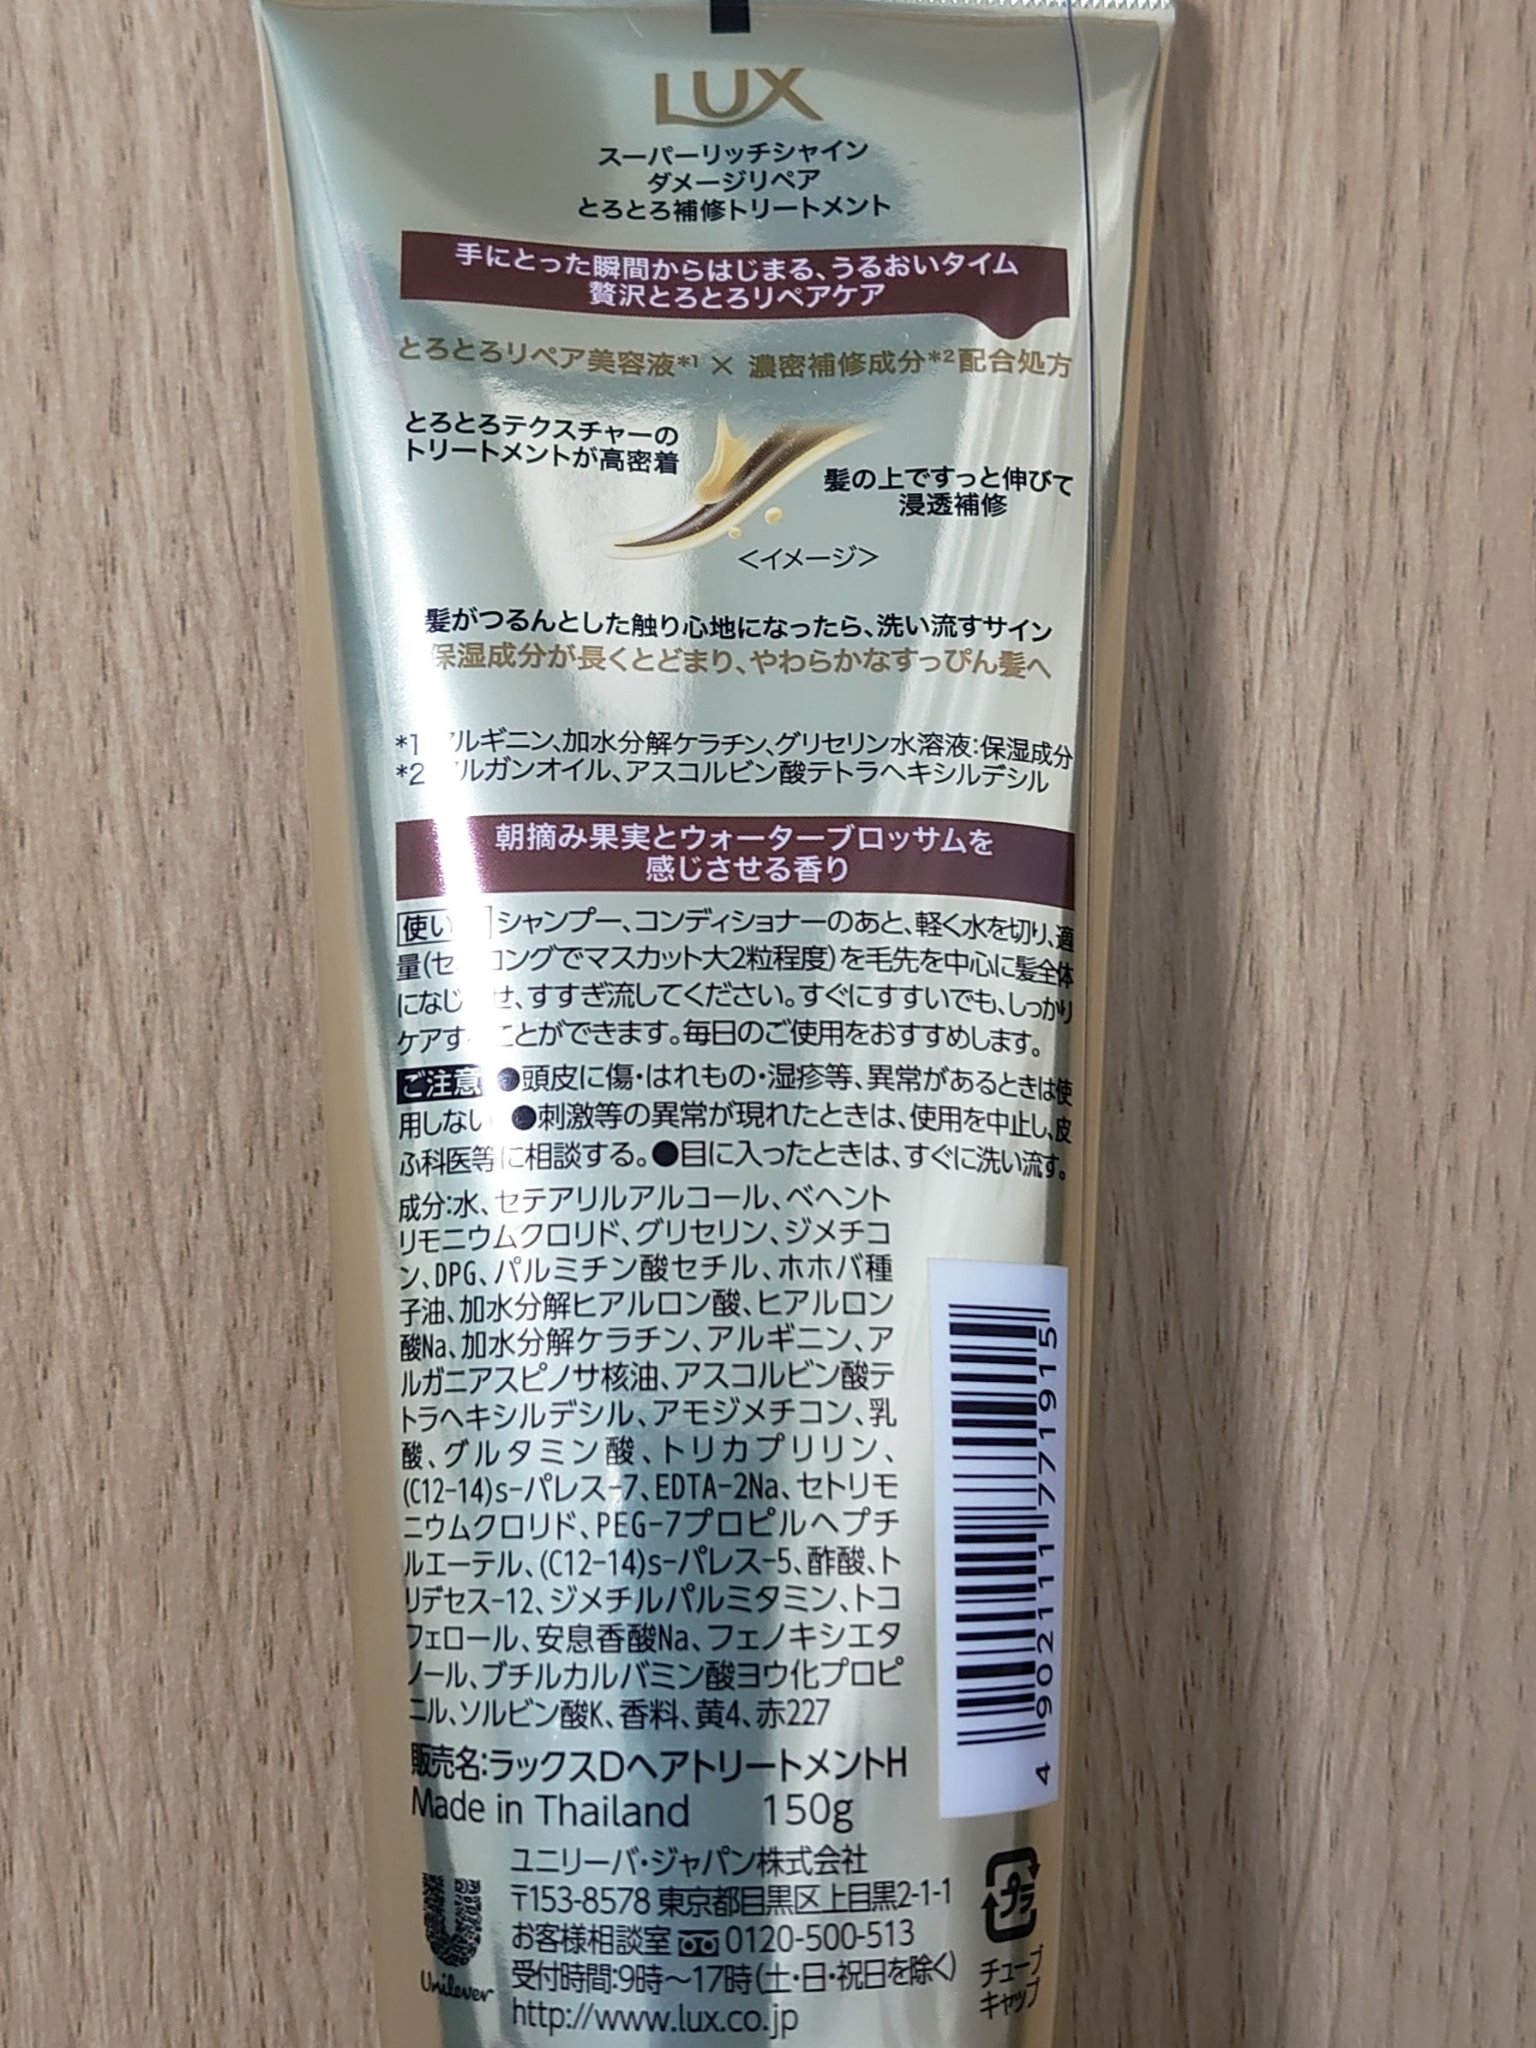 LUX
スーパーリッチシャイン
ダメージリペア
とろとろ補修トリートメント
手にとった瞬間からはじまる、うるおいタイム
贅沢とろとろリペアケア
とろとろリペア美容液*1 × 濃密補修成分*2配合処方
とろとろテクスチャーの
トリートメントが高密着
髪の上ですっと伸びて
浸透補修
<イメージ>
髪がつるんとした触り心地になったら、洗い流すサイン
保湿成分が長くとどまり、やわらかなすっぴん髪へ
*1 アルギニン、加水分解ケラチン、グリセリン水溶液:保湿成分
*2 アルガンオイル、アスコルビン酸テトラヘキシルデシル
朝摘み果実とウォーターブロッサムを
感じさせる香り
使い シャンプー、コンディショナーのあと、軽く水を切り、適
量(セミロングでマスカット大2粒程度)を毛先を中心に髪全体
になじませ、すすぎ流してください。すぐにすすいでも、しっかり
ケアすることができます。毎日のご使用をおすすめします。
ご注意 ●頭皮に傷・はれもの・湿疹等、異常があるときは使
用しない ●刺激等の異常が現れたときは、使用を中止し、皮
ふ科医等に相談する。●目に入ったときは、すぐに洗い流す。
成分:水、セテアリルアルコール、ベヘント
リモニウムクロリド、グリセリン、ジメチコ
ン、DPG、パルミチン酸セチル、ホホバ種
子油、加水分解ヒアルロン酸、ヒアルロン
酸Na、加水分解ケラチン、アルギニン、ア
ルガニアスピノサ核油、アスコルビン酸テ
トラヘキシルデシル、アモジメチコン、乳
酸、グルタミン酸、トリカプリリン、
(C12-14)s-パレス-7、EDTA-2Na、セトリモ
ニウムクロリド、PEG-7プロピルヘプチ
ルエーテル、(C12-14)s-パレス-5、酢酸、ト
リデセス-12、ジメチルパルミタミン、トコ
フェロール、安息香酸Na、フェノキシエタ
ノール、ブチルカルバミン酸ヨウ化プロピ
ニル、ソルビン酸K、香料、黄4、赤227
販売名:ラックスDヘアトリートメントH
Made in Thailand 150g
4 902111 771915
ユニリーバ・ジャパン株式会社
〒153-8578 東京都目黒区上目黒2-1-1
お客様相談室 0120-500-513
受付時間:9時～17時(土・日・祝日を除く)
http://www.lux.co.jp
Unilever
プラ
チューブ
キャップ